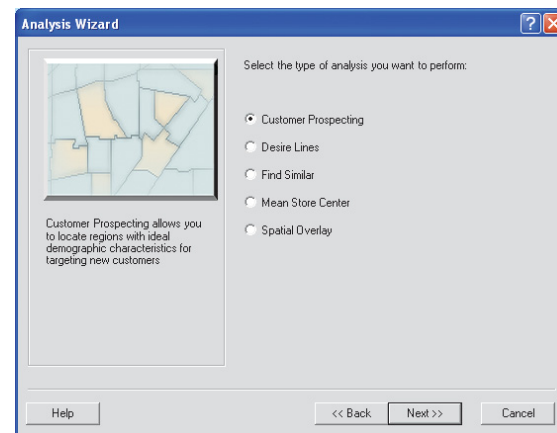 Analysis Wizard
Select the type of analysis you want to perform:
Customer Prospecting
Desire Lines
Find Similar
Mean Store Center
Spatial Overlay
Customer Prospecting allows you
to locate regions with ideal
demographic characteristics for
targeting new customers
Help
<< Back
Next >>
Cancel